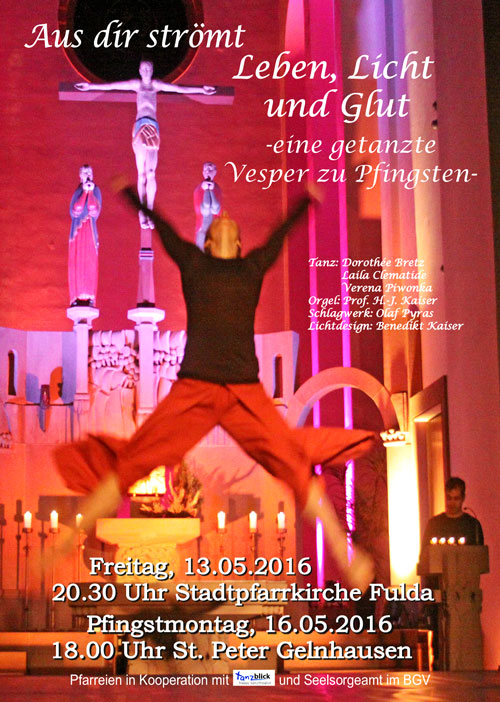 Aus dir strömt
Leben, Licht
und Glut
-eine getanzte
Vesper zu Pfingsten-
Tanz: Dorothée Bretz
Laila Clematide
Verena Piwonka
Orgel: Prof. H.-J. Kaiser
Schlagwerk: Olaf Pyras
Lichtdesign: Benedikt Kaiser
Freitag, 13.05.2016
20.30 Uhr Stadtpfarrkirche Fulda
Pfingstmontag, 16.05.2016
18.00 Uhr St. Peter Gelnhausen
Pfarreien in Kooperation mit tanzblick und Seelsorgeamt im BGV